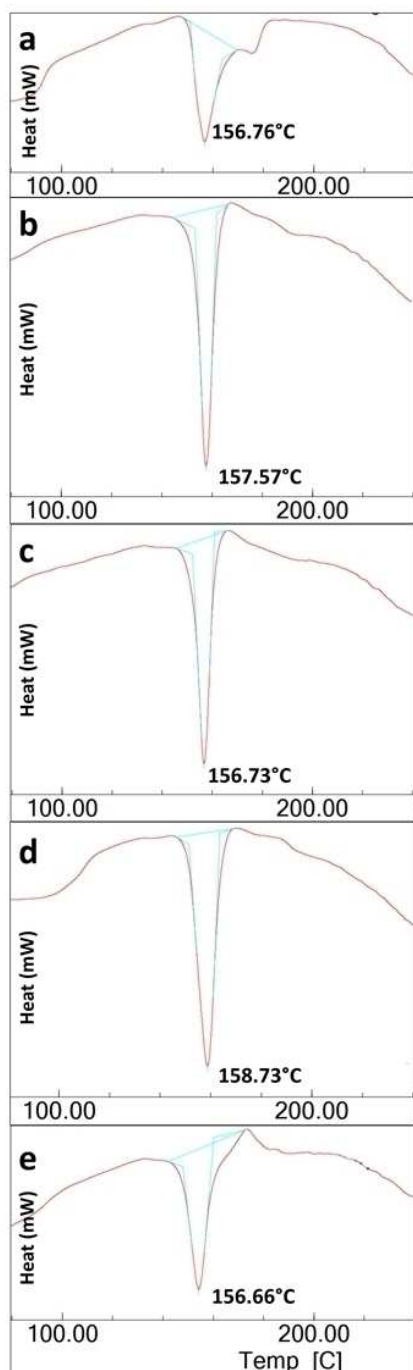 a
Heat (mW)
156.76°C
100.00 200.00
b
Heat (mW)
157.57°C
100.00 200.00
c
Heat (mW)
156.73°C
100.00 200.00
d
Heat (mW)
158.73°C
100.00 200.00
e
Heat (mW)
156.66°C
100.00 200.00
Temp [C]